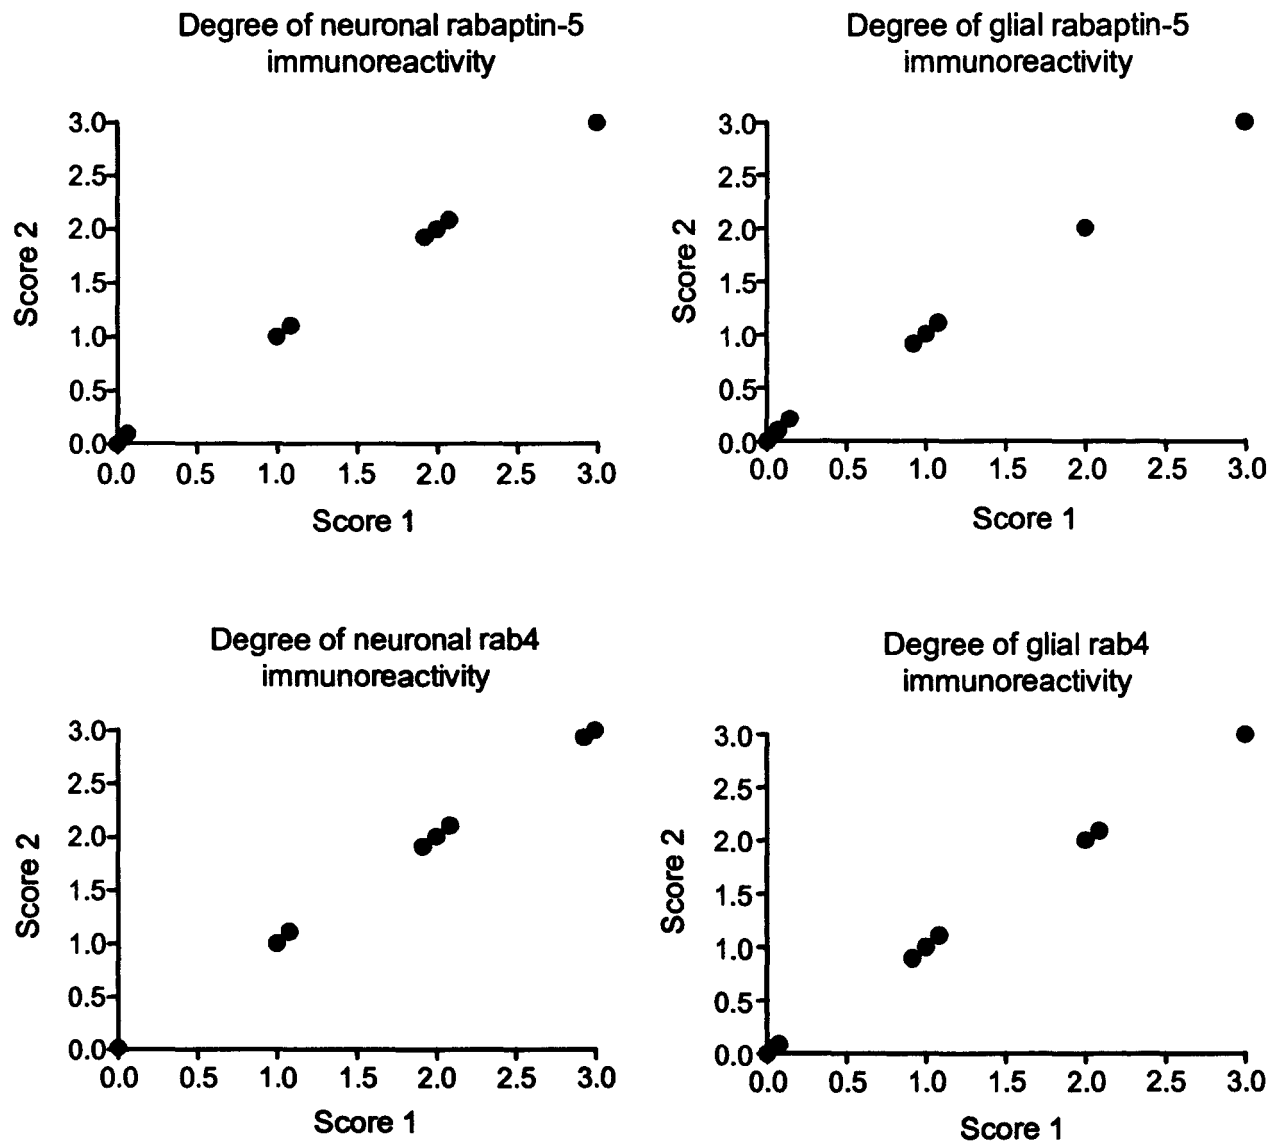 Degree of neuronal rabaptin-5
immunoreactivity
3.0
2.5
2.0
1.5
1.0
0.5
0.0
Score 2
0.0 0.5 1.0 1.5 2.0 2.5 3.0
Score 1
Degree of glial rabaptin-5
immunoreactivity
3.0
2.5
2.0
1.5
1.0
0.5
0.0
Score 2
0.0 0.5 1.0 1.5 2.0 2.5 3.0
Score 1
Degree of neuronal rab4
immunoreactivity
3.0
2.5
2.0
1.5
1.0
0.5
0.0
Score 2
0.0 0.5 1.0 1.5 2.0 2.5 3.0
Score 1
Degree of glial rab4
immunoreactivity
3.0
2.5
2.0
1.5
1.0
0.5
0.0
Score 2
0.0 0.5 1.0 1.5 2.0 2.5 3.0
Score 1